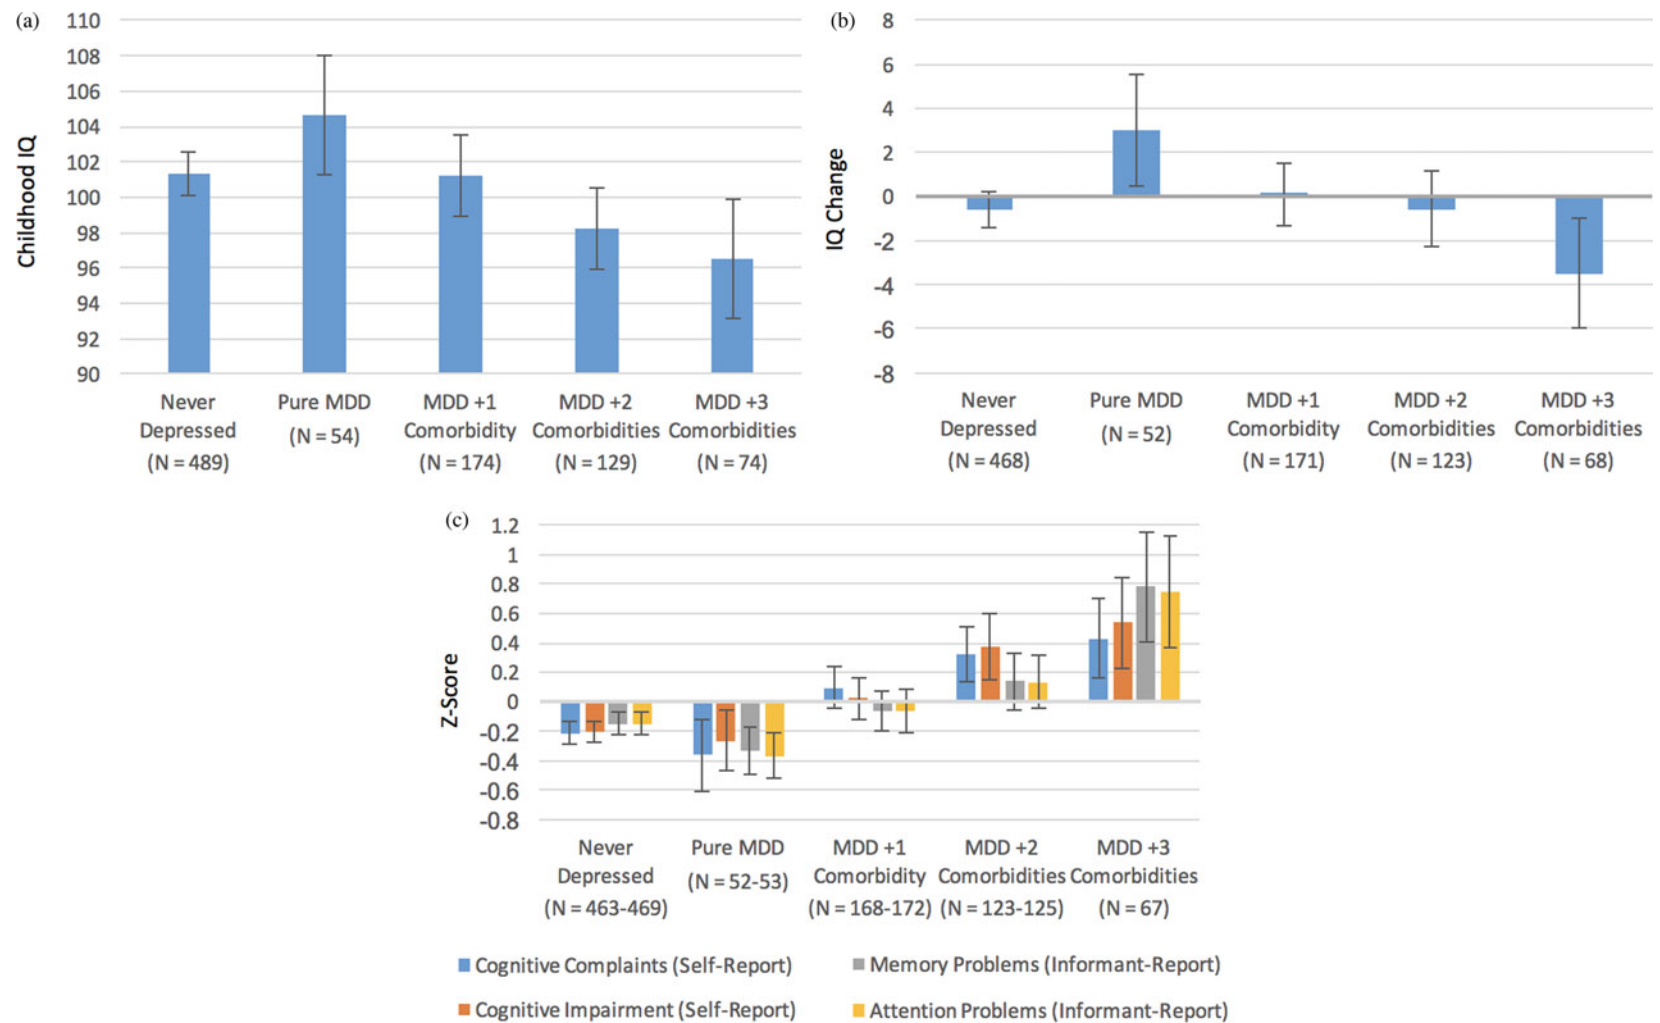 (a)
110
108
106
104
102
100
98
96
94
92
90
Childhood IQ
Never Depressed (N = 489)
Pure MDD (N = 54)
MDD +1 Comorbidity (N = 174)
MDD +2 Comorbidities (N = 129)
MDD +3 Comorbidities (N = 74)
(b)
8
6
4
2
0
-2
-4
-6
-8
IQ Change
Never Depressed (N = 468)
Pure MDD (N = 52)
MDD +1 Comorbidity (N = 171)
MDD +2 Comorbidities (N = 123)
MDD +3 Comorbidities (N = 68)
(c)
1.2
1
0.8
0.6
0.4
0.2
0
-0.2
-0.4
-0.6
-0.8
Z-Score
Never Depressed (N = 463-469)
Pure MDD (N = 52-53)
MDD +1 Comorbidity (N = 168-172)
MDD +2 Comorbidities (N = 123-125)
MDD +3 Comorbidities (N = 67)
Cognitive Complaints (Self-Report)
Memory Problems (Informant-Report)
Cognitive Impairment (Self-Report)
Attention Problems (Informant-Report)